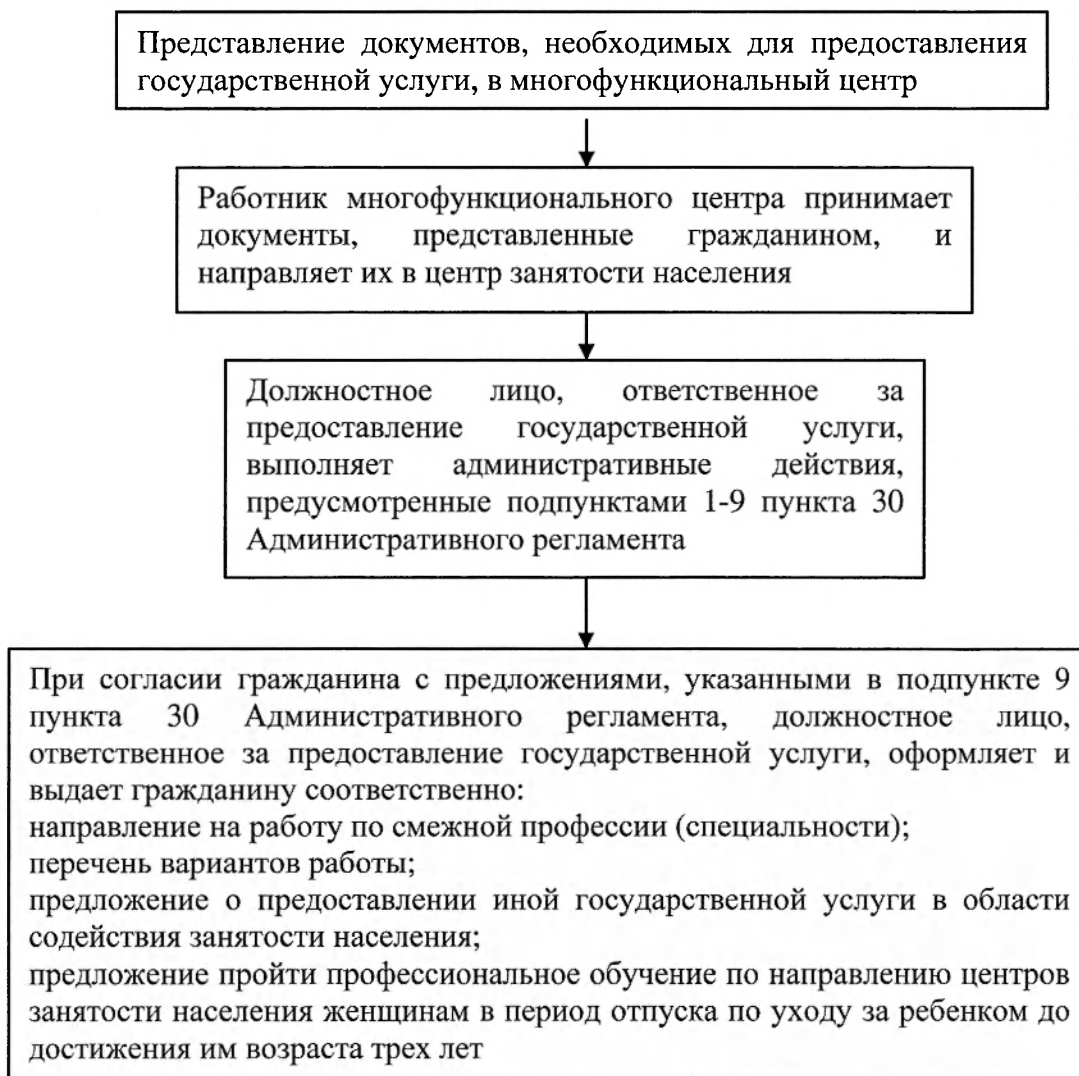 Представление документов, необходимых для предоставления
государственной услуги, в многофункциональный центр
Работник многофункционального центра принимает
документы, представленные гражданином, и
направляет их в центр занятости населения
Должностное лицо, ответственное за
предоставление государственной услуги,
выполняет административные действия,
предусмотренные подпунктами 1-9 пункта 30
Административного регламента
При согласии гражданина с предложениями, указанными в подпункте 9
пункта 30 Административного регламента, должностное лицо,
ответственное за предоставление государственной услуги, оформляет и
выдает гражданину соответственно:
направление на работу по смежной профессии (специальности);
перечень вариантов работы;
предложение о предоставлении иной государственной услуги в области
содействия занятости населения;
предложение пройти профессиональное обучение по направлению центров
занятости населения женщинам в период отпуска по уходу за ребенком до
достижения им возраста трех лет